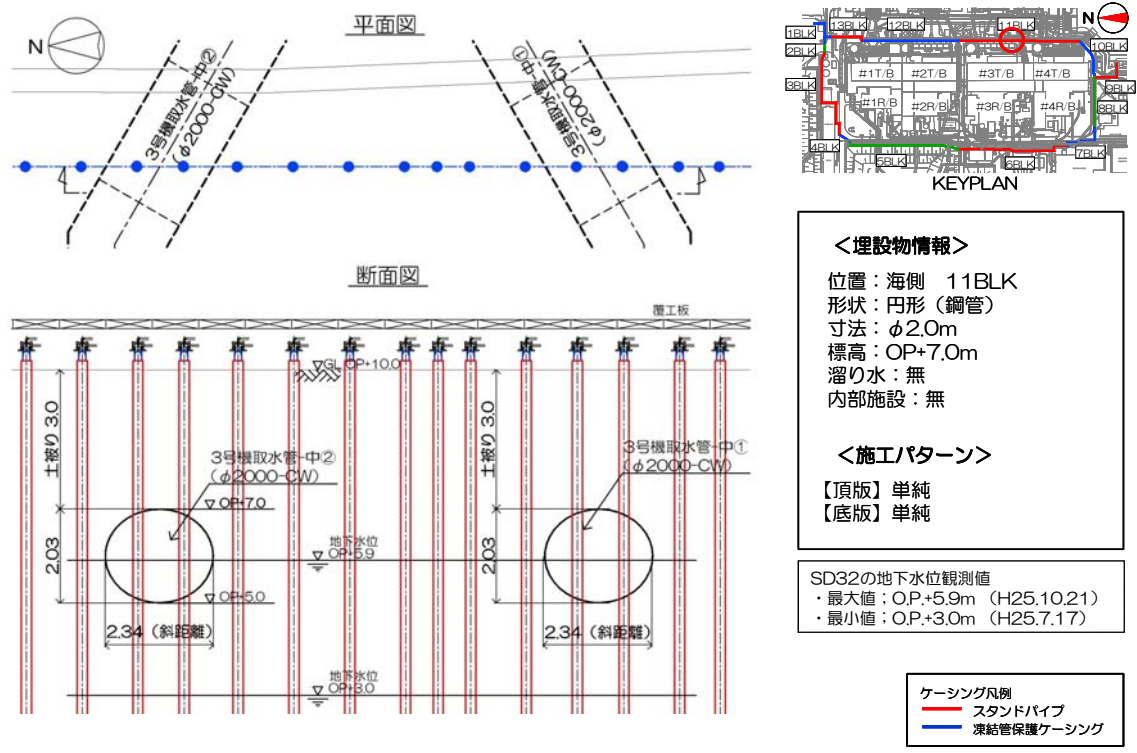 平面図
N
3号機取水管-中②
(φ2000-CW)
3号機取水管-中①
(φ2000-CW)
断面図
覆工板
GL OP+10.0
土被り 3.0
土被り 3.0
3号機取水管-中②
(φ2000-CW)
3号機取水管-中①
(φ2000-CW)
OP+7.0
2.03
2.03
地下水位
OP+5.9
OP+5.0
2.34（斜距離）
2.34（斜距離）
地下水位
OP+3.0
N
13BLK
12BLK
11BLK
1BLK
10BLK
2BLK
3BLK
#1T/B
#2T/B
#3T/B
#4T/B
9BLK
#1R/B
#2R/B
#3R/B
#4R/B
8BLK
4BLK
5BLK
6BLK
7BLK
KEYPLAN
＜埋設物情報＞
位置：海側　11BLK
形状：円形（鋼管）
寸法：φ2.0m
標高：OP+7.0m
溜り水：無
内部施設：無
＜施工パターン＞
【頂版】単純
【底版】単純
SD32の地下水位観測値
・最大値；O.P.+5.9m （H25.10.21）
・最小値；O.P.+3.0m （H25.7.17）
ケーシング凡例
スタンドパイプ
凍結管保護ケーシング